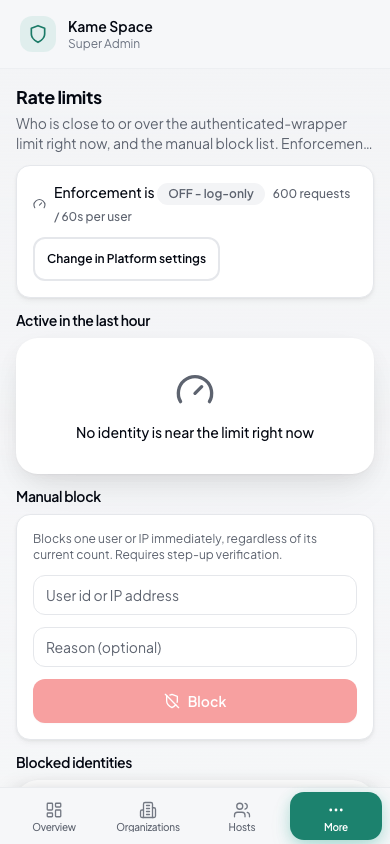 Kame Space
Super Admin
Rate limits
Who is close to or over the authenticated-wrapper
limit right now, and the manual block list. Enforcemen...
Enforcement is OFF - log-only 600 requests
/ 60s per user
Change in Platform settings
Active in the last hour
No identity is near the limit right now
Manual block
Blocks one user or IP immediately, regardless of its
current count. Requires step-up verification.
User id or IP address
Reason (optional)
Block
Blocked identities
Overview
Organizations
Hosts
More